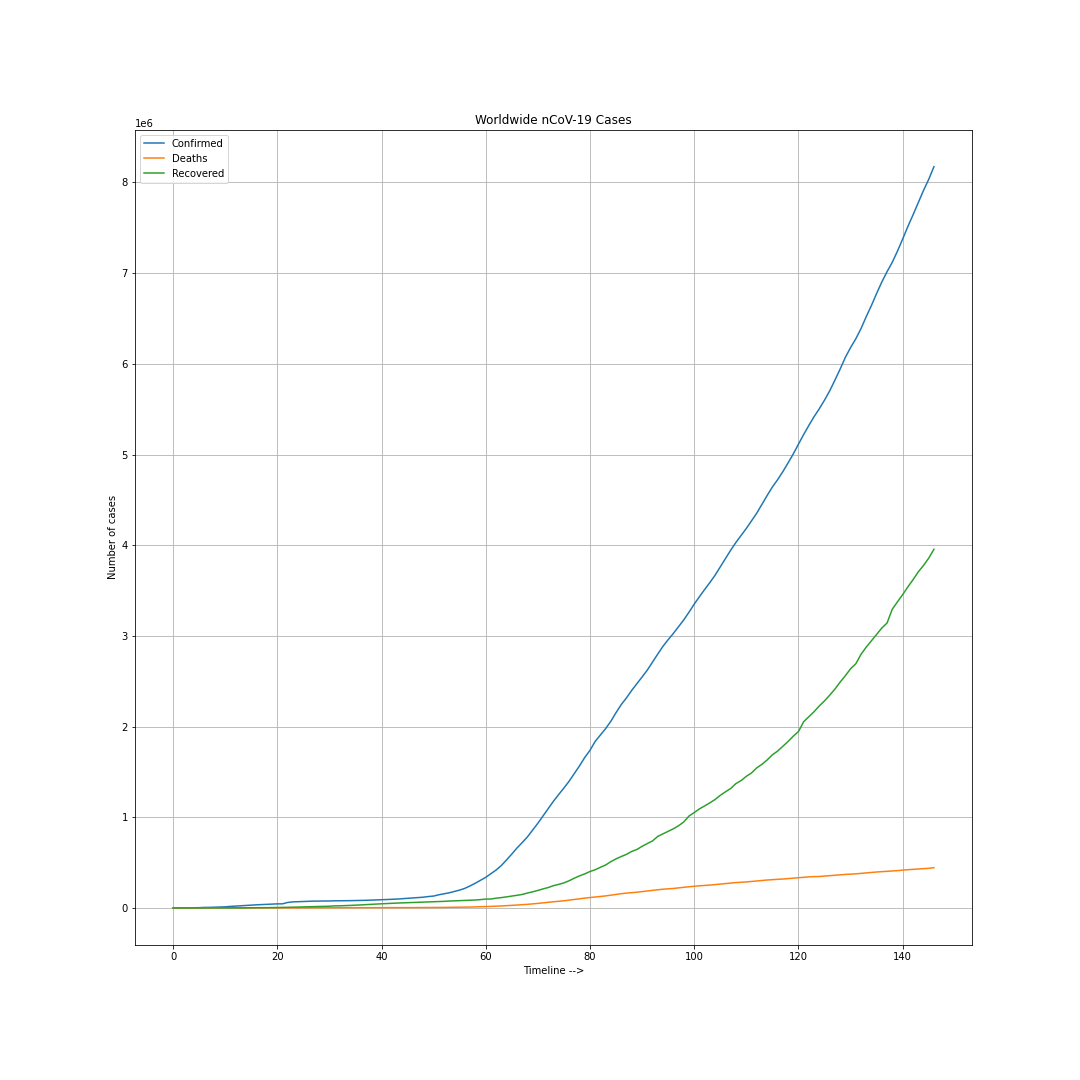 Worldwide nCoV-19 Cases
1e6
Confirmed
Deaths
Recovered
8
7
6
5
4
3
2
1
0
Number of cases
0 20 40 60 80 100 120 140
Timeline -->